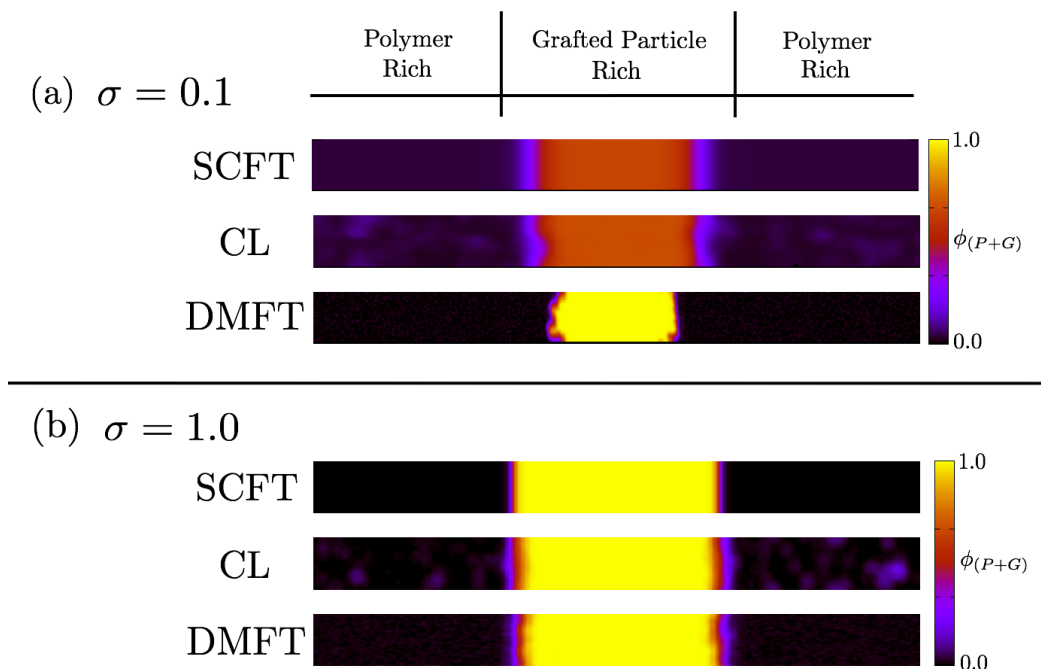 Polymer Rich
Grafted Particle Rich
Polymer Rich
(a) σ = 0.1
SCFT
1.0
CL
ϕ(P+G)
DMFT
0.0
(b) σ = 1.0
SCFT
1.0
CL
ϕ(P+G)
DMFT
0.0